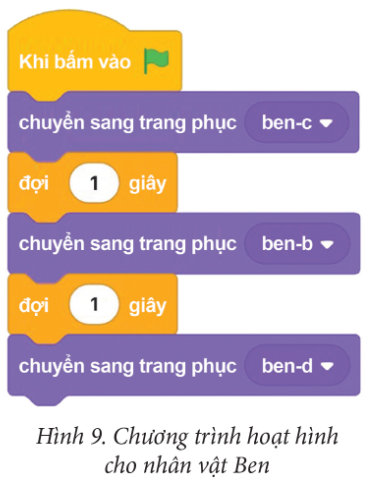 Khi bấm vào
chuyển sang trang phục ben-c
đợi 1 giây
chuyển sang trang phục ben-b
đợi 1 giây
chuyển sang trang phục ben-d
Hình 9. Chương trình hoạt hình
cho nhân vật Ben